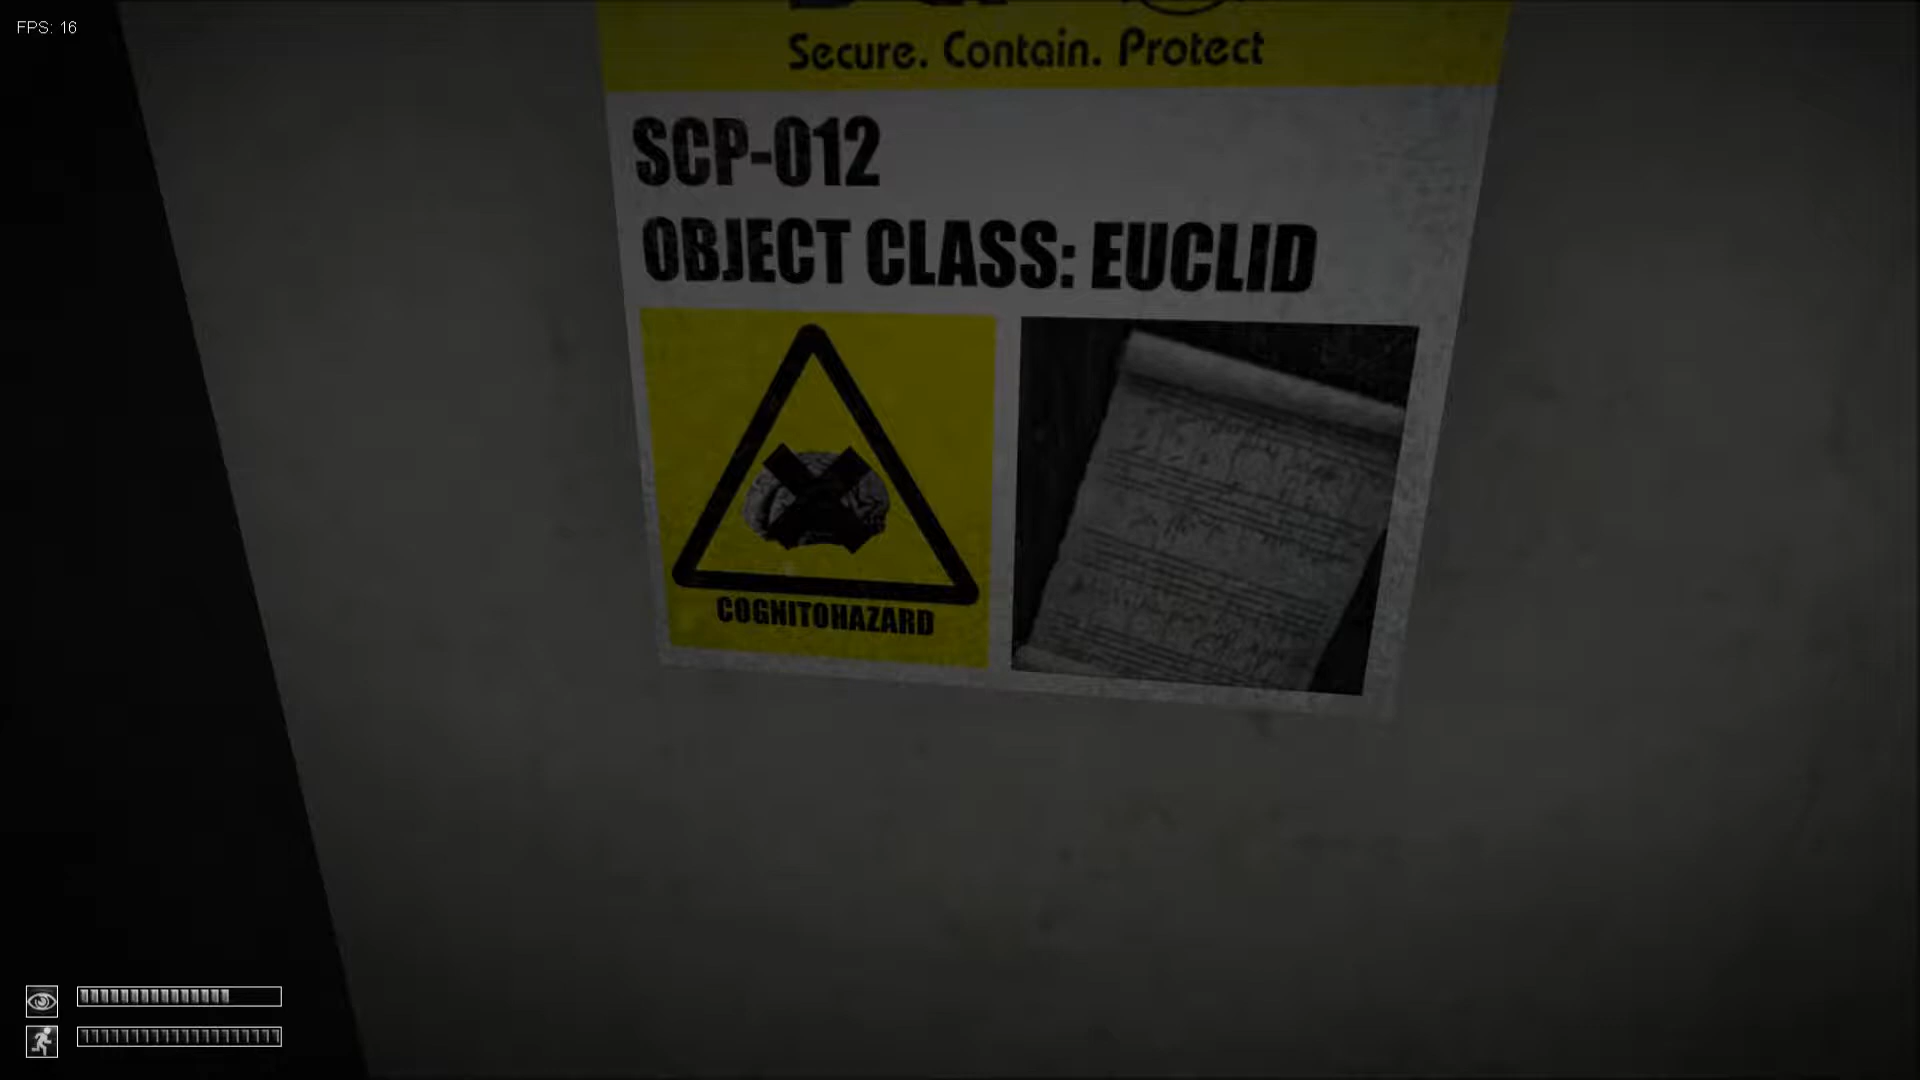 FPS: 16
Secure. Contain. Protect
SCP-012
OBJECT CLASS: EUCLID
COGNITOHAZARD